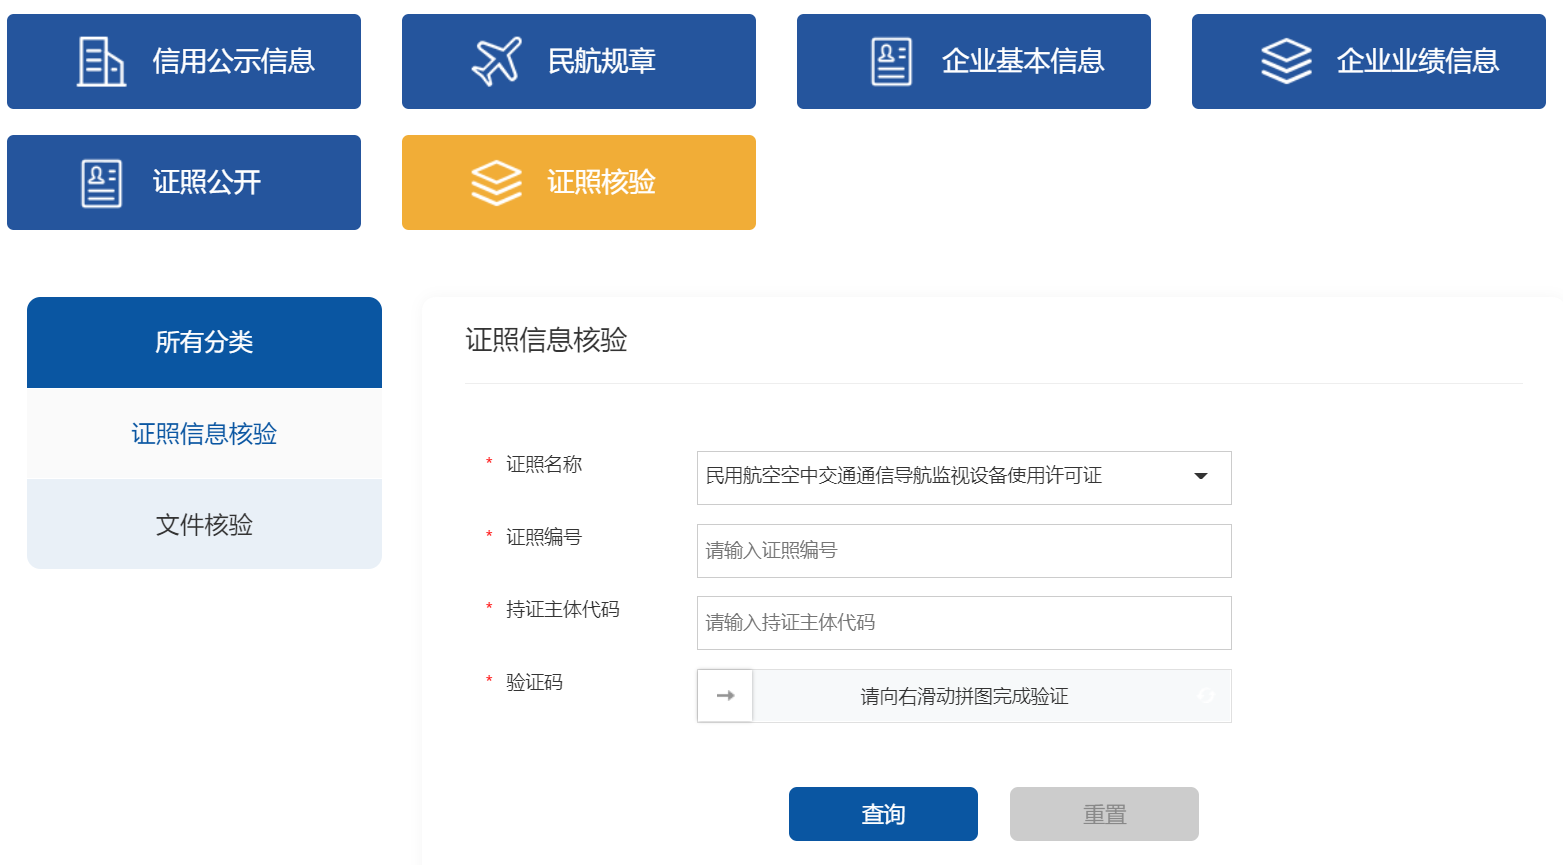 信用公示信息
民航规章
企业基本信息
企业业绩信息
证照公开
证照核验
所有分类
证照信息核验
文件核验
证照信息核验
* 证照名称
民用航空空中交通通信导航监视设备使用许可证
* 证照编号
请输入证照编号
* 持证主体代码
请输入持证主体代码
* 验证码
请向右滑动拼图完成验证
查询
重置